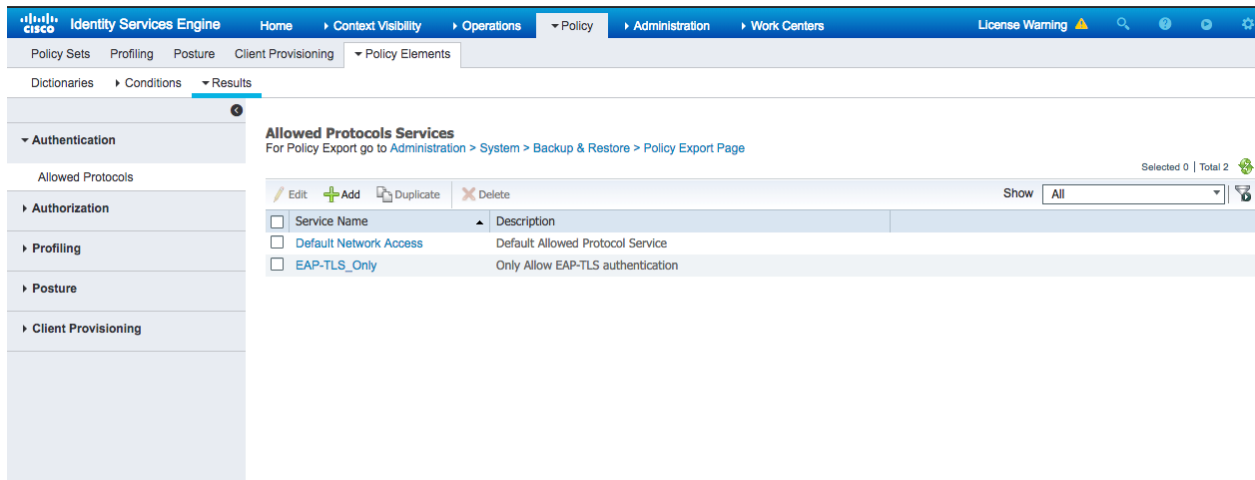 CISCO Identity Services Engine Home Context Visibility Operations Policy Administration Work Centers License Warning
Policy Sets Profiling Posture Client Provisioning Policy Elements
Dictionaries Conditions Results
Authentication
Allowed Protocols
Authorization
Profiling
Posture
Client Provisioning
Allowed Protocols Services
For Policy Export go to Administration > System > Backup & Restore > Policy Export Page
Selected 0 | Total 2
Edit Add Duplicate Delete Show All
Service Name Description
Default Network Access Default Allowed Protocol Service
EAP-TLS_Only Only Allow EAP-TLS authentication